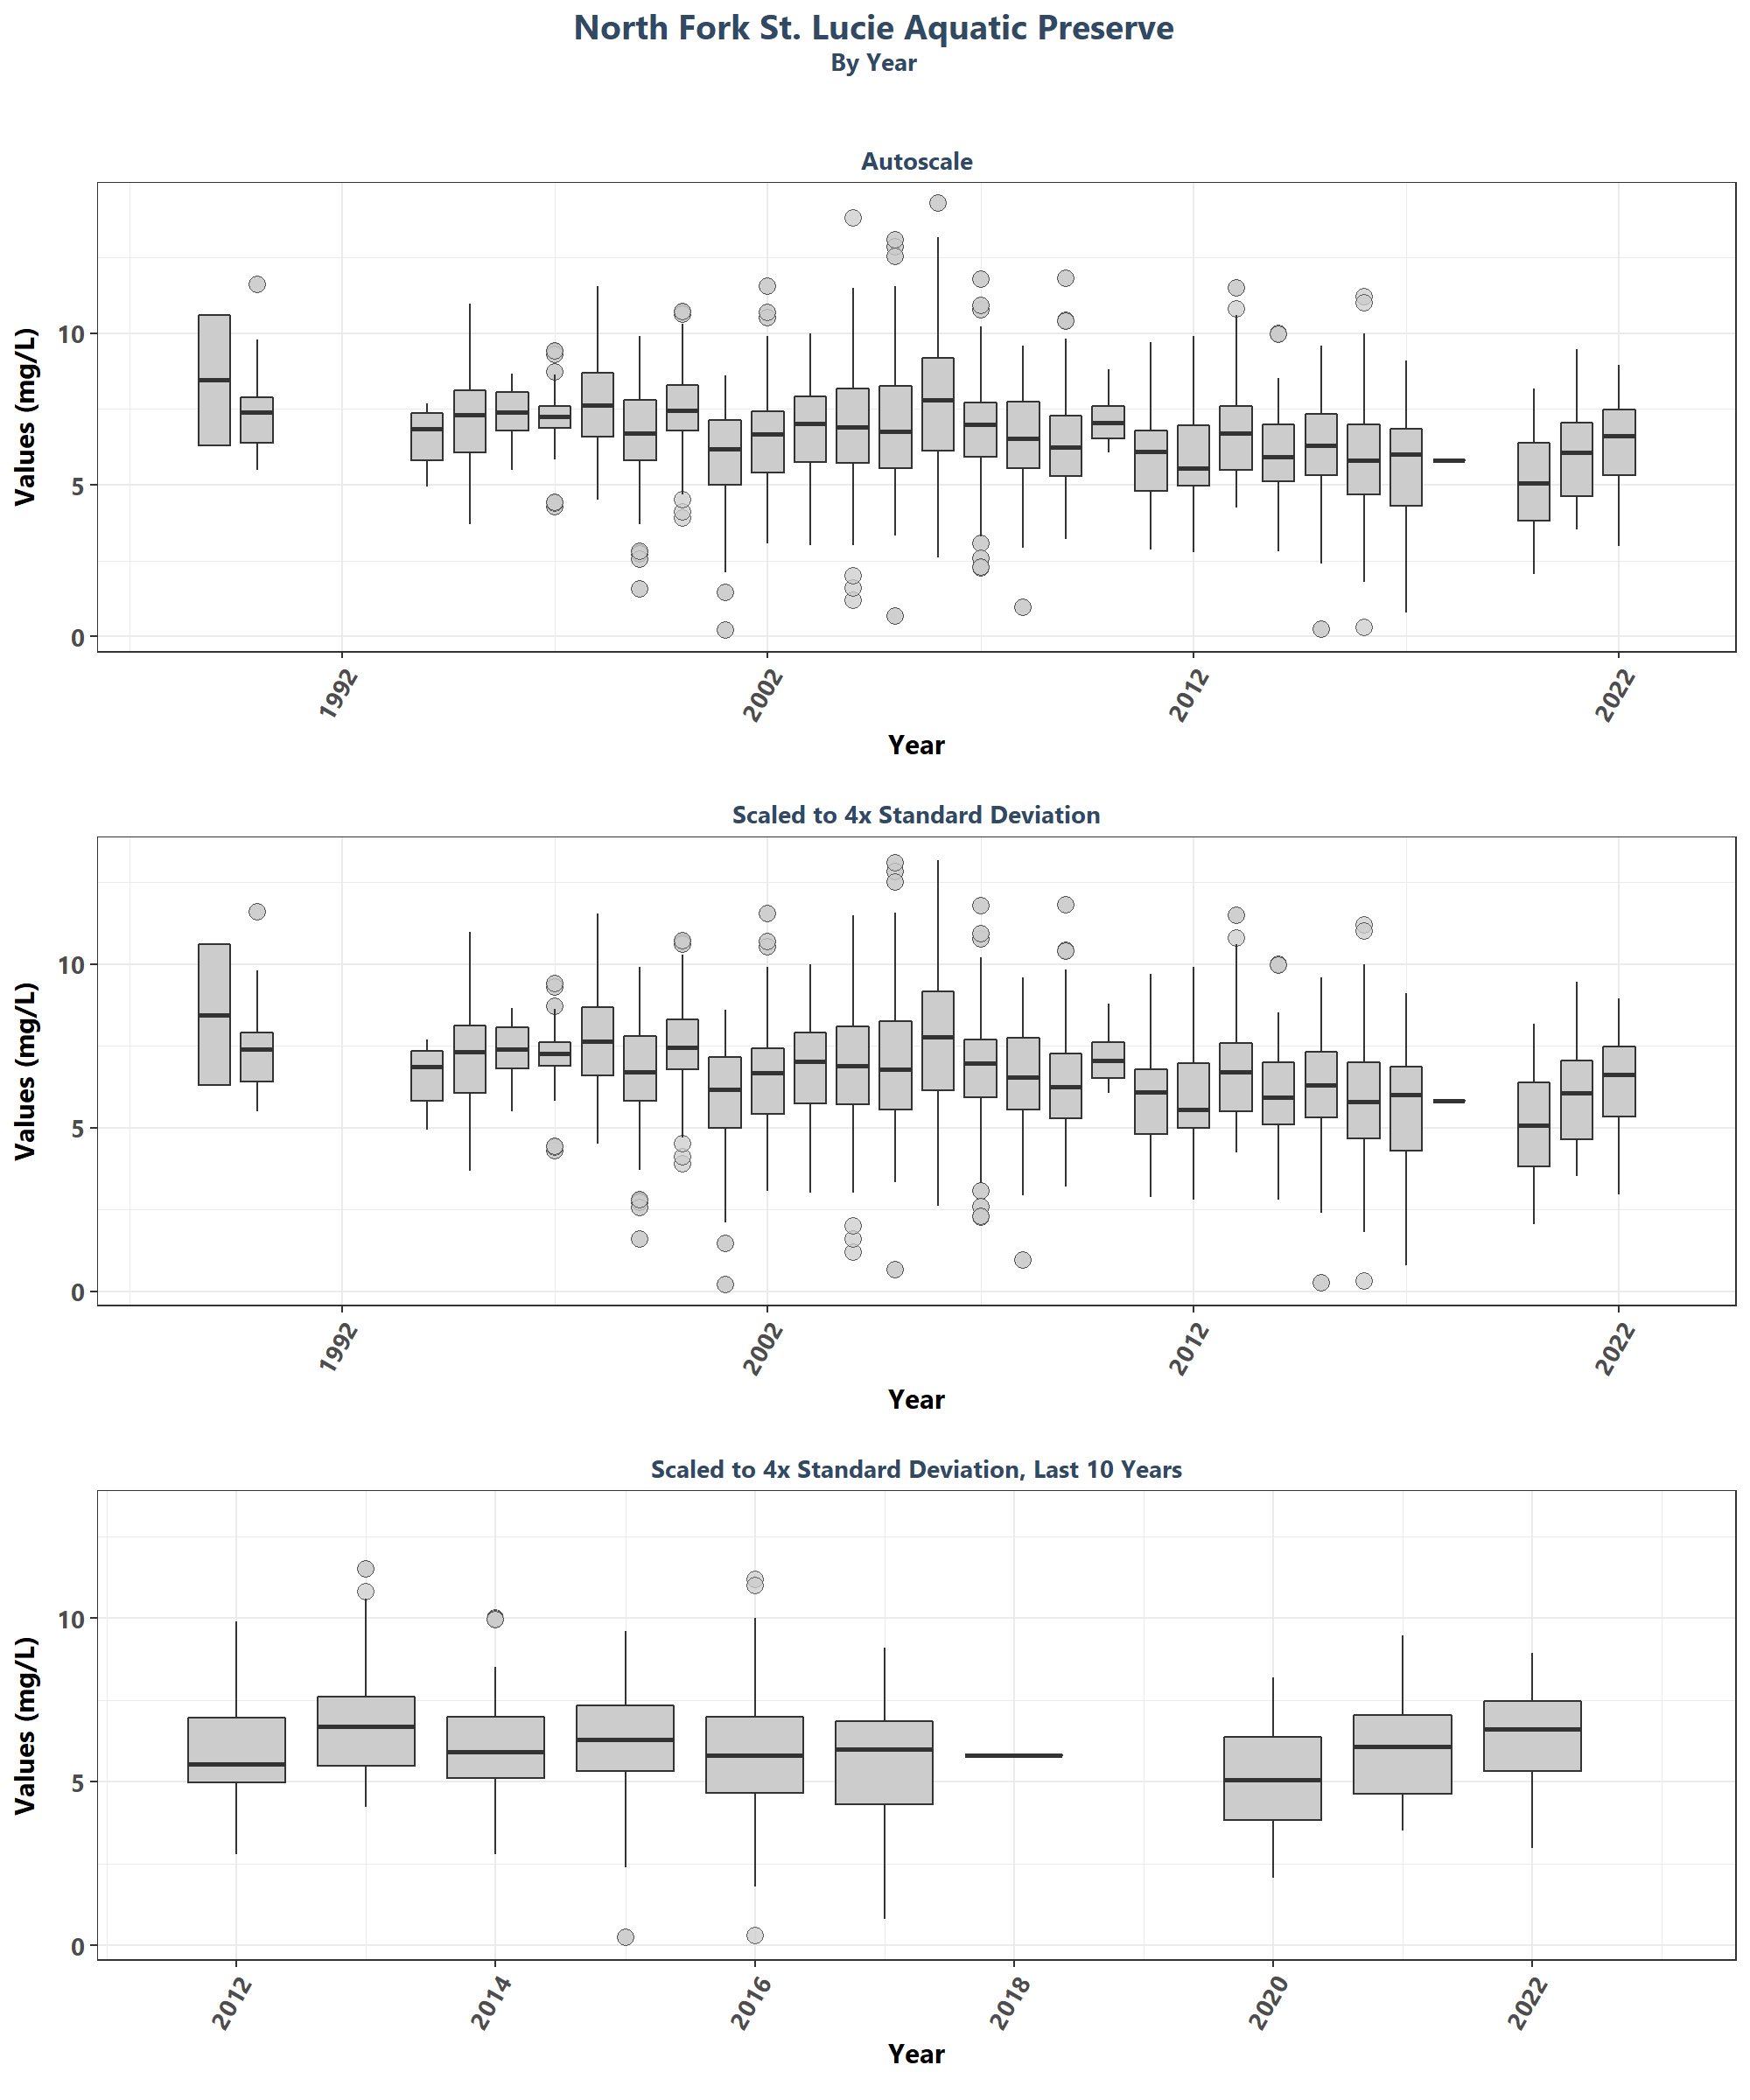 North Fork St. Lucie Aquatic Preserve
By Year
Autoscale
Values (mg/L)
10
5
0
1992
2002
2012
2022
Year
Scaled to 4x Standard Deviation
Values (mg/L)
10
5
0
1992
2002
2012
2022
Year
Scaled to 4x Standard Deviation, Last 10 Years
Values (mg/L)
10
5
0
2012
2014
2016
2018
2020
2022
Year